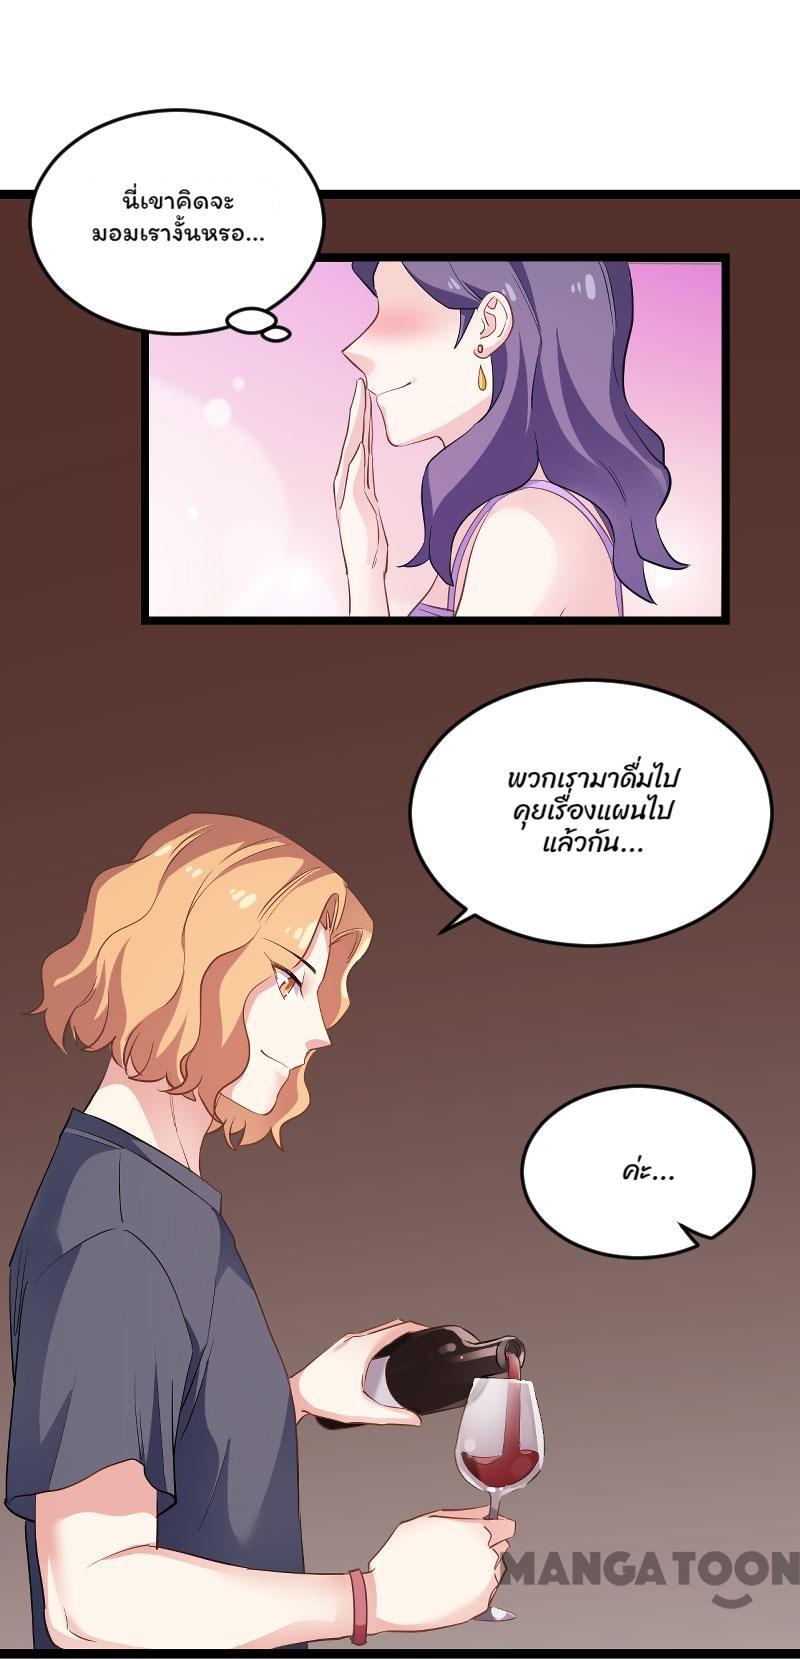 นี่เขาคิดจะ
มอมเรางั้นหรอ...
พวกเรามาดื่มไป
คุยเรื่องแผนไป
แล้วกัน...
ค่ะ...
MANGATOON